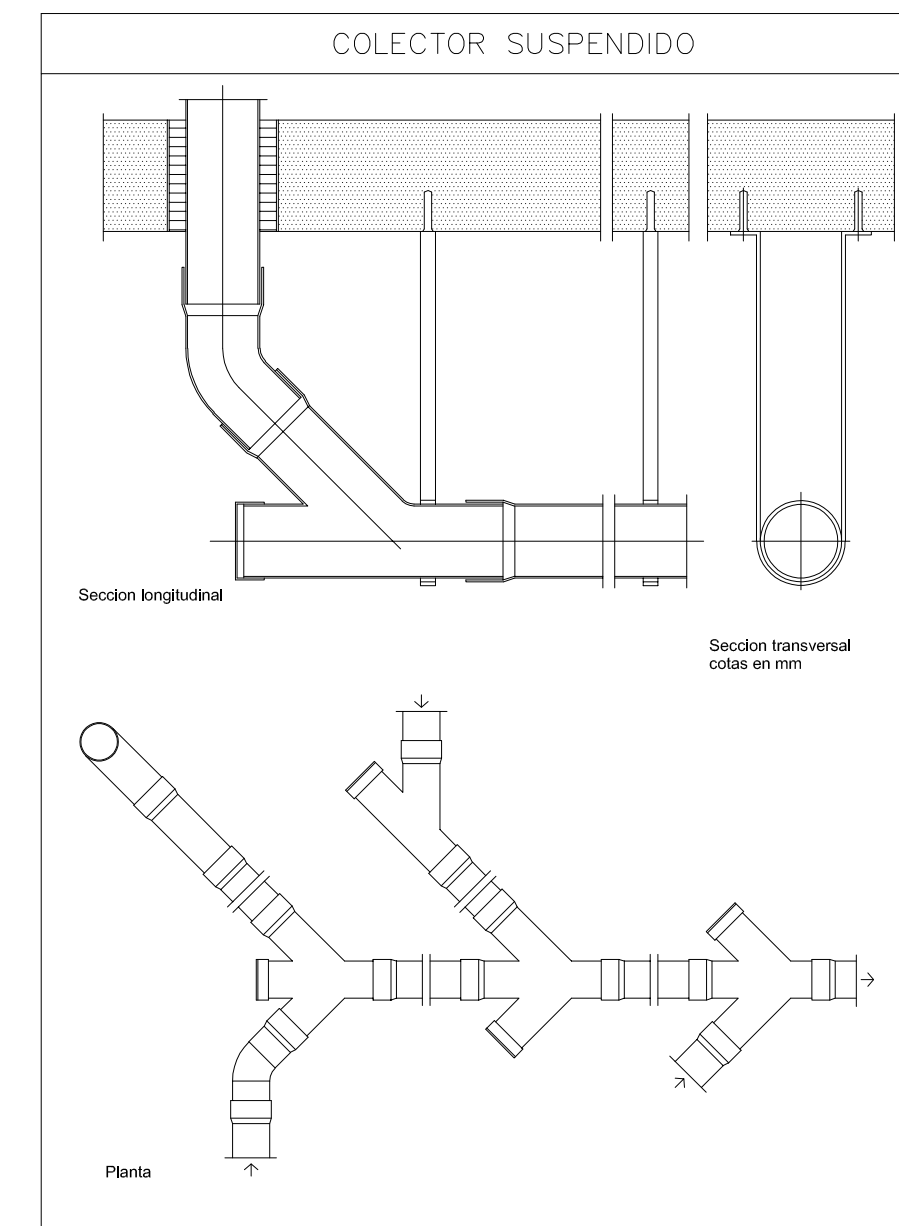 COLECTOR SUSPENDIDO
Seccion longitudinal
Seccion transversal
cotas en mm
Planta